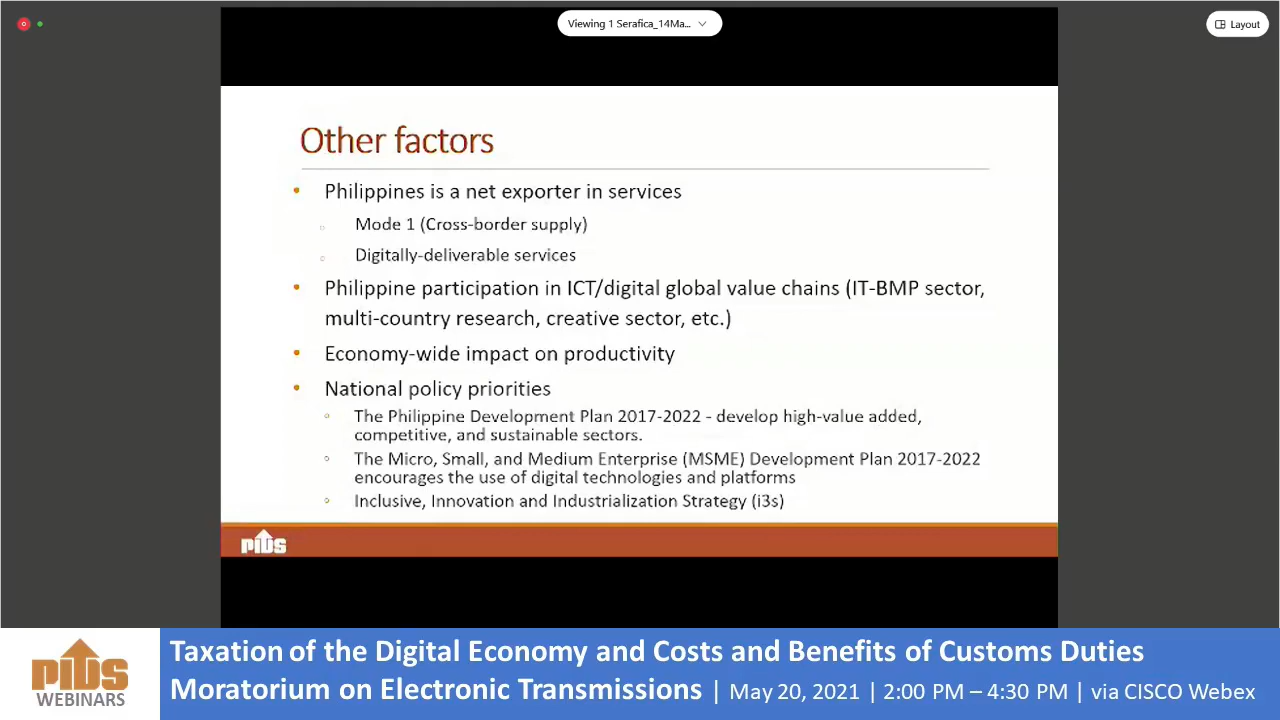 Viewing 1 Serafica_14Ma...
Layout
Other factors
• Philippines is a net exporter in services
○ Mode 1 (Cross-border supply)
○ Digitally-deliverable services
• Philippine participation in ICT/digital global value chains (IT-BMP sector,
multi-country research, creative sector, etc.)
• Economy-wide impact on productivity
• National policy priorities
○ The Philippine Development Plan 2017-2022 - develop high-value added,
competitive, and sustainable sectors.
○ The Micro, Small, and Medium Enterprise (MSME) Development Plan 2017-2022
encourages the use of digital technologies and platforms
○ Inclusive, Innovation and Industrialization Strategy (i3s)
PIDS
PIDS
WEBINARS
Taxation of the Digital Economy and Costs and Benefits of Customs Duties
Moratorium on Electronic Transmissions | May 20, 2021 | 2:00 PM – 4:30 PM | via CISCO Webex